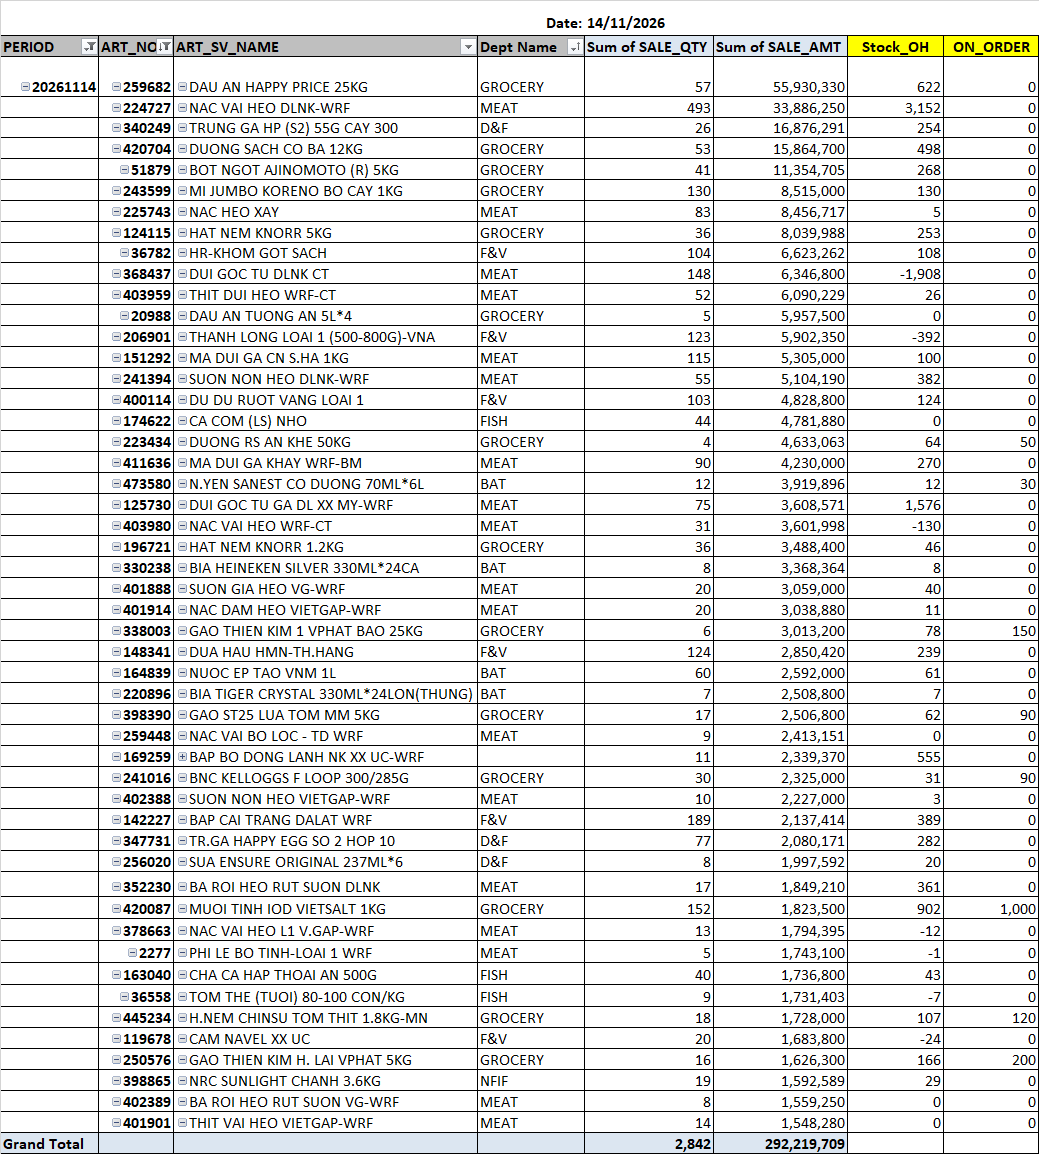 Date: 14/11/2026
PERIOD ART_NO ART_SV_NAME Dept Name Sum of SALE_QTY Sum of SALE_AMT Stock_OH ON_ORDER
20261114 259682 DAU AN HAPPY PRICE 25KG GROCERY 57 55,930,330 622 0
224727 NAC VAI HEO DLNK-WRF MEAT 493 33,886,250 3,152 0
340249 TRUNG GA HP (S2) 55G CAY 300 D&F 26 16,876,291 254 0
420704 DUONG SACH CO BA 12KG GROCERY 53 15,864,700 498 0
51879 BOT NGOT AJINOMOTO (R) 5KG GROCERY 41 11,354,705 268 0
243599 MI JUMBO KORENO BO CAY 1KG GROCERY 130 8,515,000 130 0
225743 NAC HEO XAY MEAT 83 8,456,717 5 0
124115 HAT NEM KNORR 5KG GROCERY 36 8,039,988 253 0
36782 HR-KHOM GOT SACH F&V 104 6,623,262 108 0
368437 DUI GOC TU DLNK CT MEAT 148 6,346,800 -1,908 0
403959 THIT DUI HEO WRF-CT MEAT 52 6,090,229 26 0
20988 DAU AN TUONG AN 5L*4 GROCERY 5 5,957,500 0 0
206901 THANH LONG LOAI 1 (500-800G)-VNA F&V 123 5,902,350 -392 0
151292 MA DUI GA CN S.HA 1KG MEAT 115 5,305,000 100 0
241394 SUON NON HEO DLNK-WRF MEAT 55 5,104,190 382 0
400114 DU DU RUOT VANG LOAI 1 F&V 103 4,828,800 124 0
174622 CA COM (LS) NHO FISH 44 4,781,880 0 0
223434 DUONG RS AN KHE 50KG GROCERY 4 4,633,063 64 50
411636 MA DUI GA KHAY WRF-BM MEAT 90 4,230,000 270 0
473580 N.YEN SANEST CO DUONG 70ML*6L BAT 12 3,919,896 12 30
125730 DUI GOC TU GA DL XX MY-WRF MEAT 75 3,608,571 1,576 0
403980 NAC VAI HEO WRF-CT MEAT 31 3,601,998 -130 0
196721 HAT NEM KNORR 1.2KG GROCERY 36 3,488,400 46 0
330238 BIA HEINEKEN SILVER 330ML*24CA BAT 8 3,368,364 8 0
401888 SUON GIA HEO VG-WRF MEAT 20 3,059,000 40 0
401914 NAC DAM HEO VIETGAP-WRF MEAT 20 3,038,880 11 0
338003 GAO THIEN KIM 1 VPHAT BAO 25KG GROCERY 6 3,013,200 78 150
148341 DUA HAU HMN-TH.HANG F&V 124 2,850,420 239 0
164839 NUOC EP TAO VNM 1L BAT 60 2,592,000 61 0
220896 BIA TIGER CRYSTAL 330ML*24LON(THUNG) BAT 7 2,508,800 7 0
398390 GAO ST25 LUA TOM MM 5KG GROCERY 17 2,506,800 62 90
259448 NAC VAI BO LOC - TD WRF MEAT 9 2,413,151 0 0
169259 BAP BO DONG LANH NK XX UC-WRF 11 2,339,370 555 0
241016 BNC KELLOGGS F LOOP 300/285G GROCERY 30 2,325,000 31 90
402388 SUON NON HEO VIETGAP-WRF MEAT 10 2,227,000 3 0
142227 BAP CAI TRANG DALAT WRF F&V 189 2,137,414 389 0
347731 TR.GA HAPPY EGG SO 2 HOP 10 D&F 77 2,080,171 282 0
256020 SUA ENSURE ORIGINAL 237ML*6 D&F 8 1,997,592 20 0
352230 BA ROI HEO RUT SUON DLNK MEAT 17 1,849,210 361 0
420087 MUOI TINH IOD VIETSALT 1KG GROCERY 152 1,823,500 902 1,000
378663 NAC VAI HEO L1 V.GAP-WRF MEAT 13 1,794,395 -12 0
2277 PHI LE BO TINH-LOAI 1 WRF MEAT 5 1,743,100 -1 0
163040 CHA CA HAP THOAI AN 500G FISH 40 1,736,800 43 0
36558 TOM THE (TUOI) 80-100 CON/KG FISH 9 1,731,403 -7 0
445234 H.NEM CHINSU TOM THIT 1.8KG-MN GROCERY 18 1,728,000 107 120
119678 CAM NAVEL XX UC F&V 20 1,683,800 -24 0
250576 GAO THIEN KIM H. LAI VPHAT 5KG GROCERY 16 1,626,300 166 200
398865 NRC SUNLIGHT CHANH 3.6KG NFIF 19 1,592,589 29 0
402389 BA ROI HEO RUT SUON VG-WRF MEAT 8 1,559,250 0 0
401901 THIT VAI HEO VIETGAP-WRF MEAT 14 1,548,280 0 0
Grand Total 2,842 292,219,709